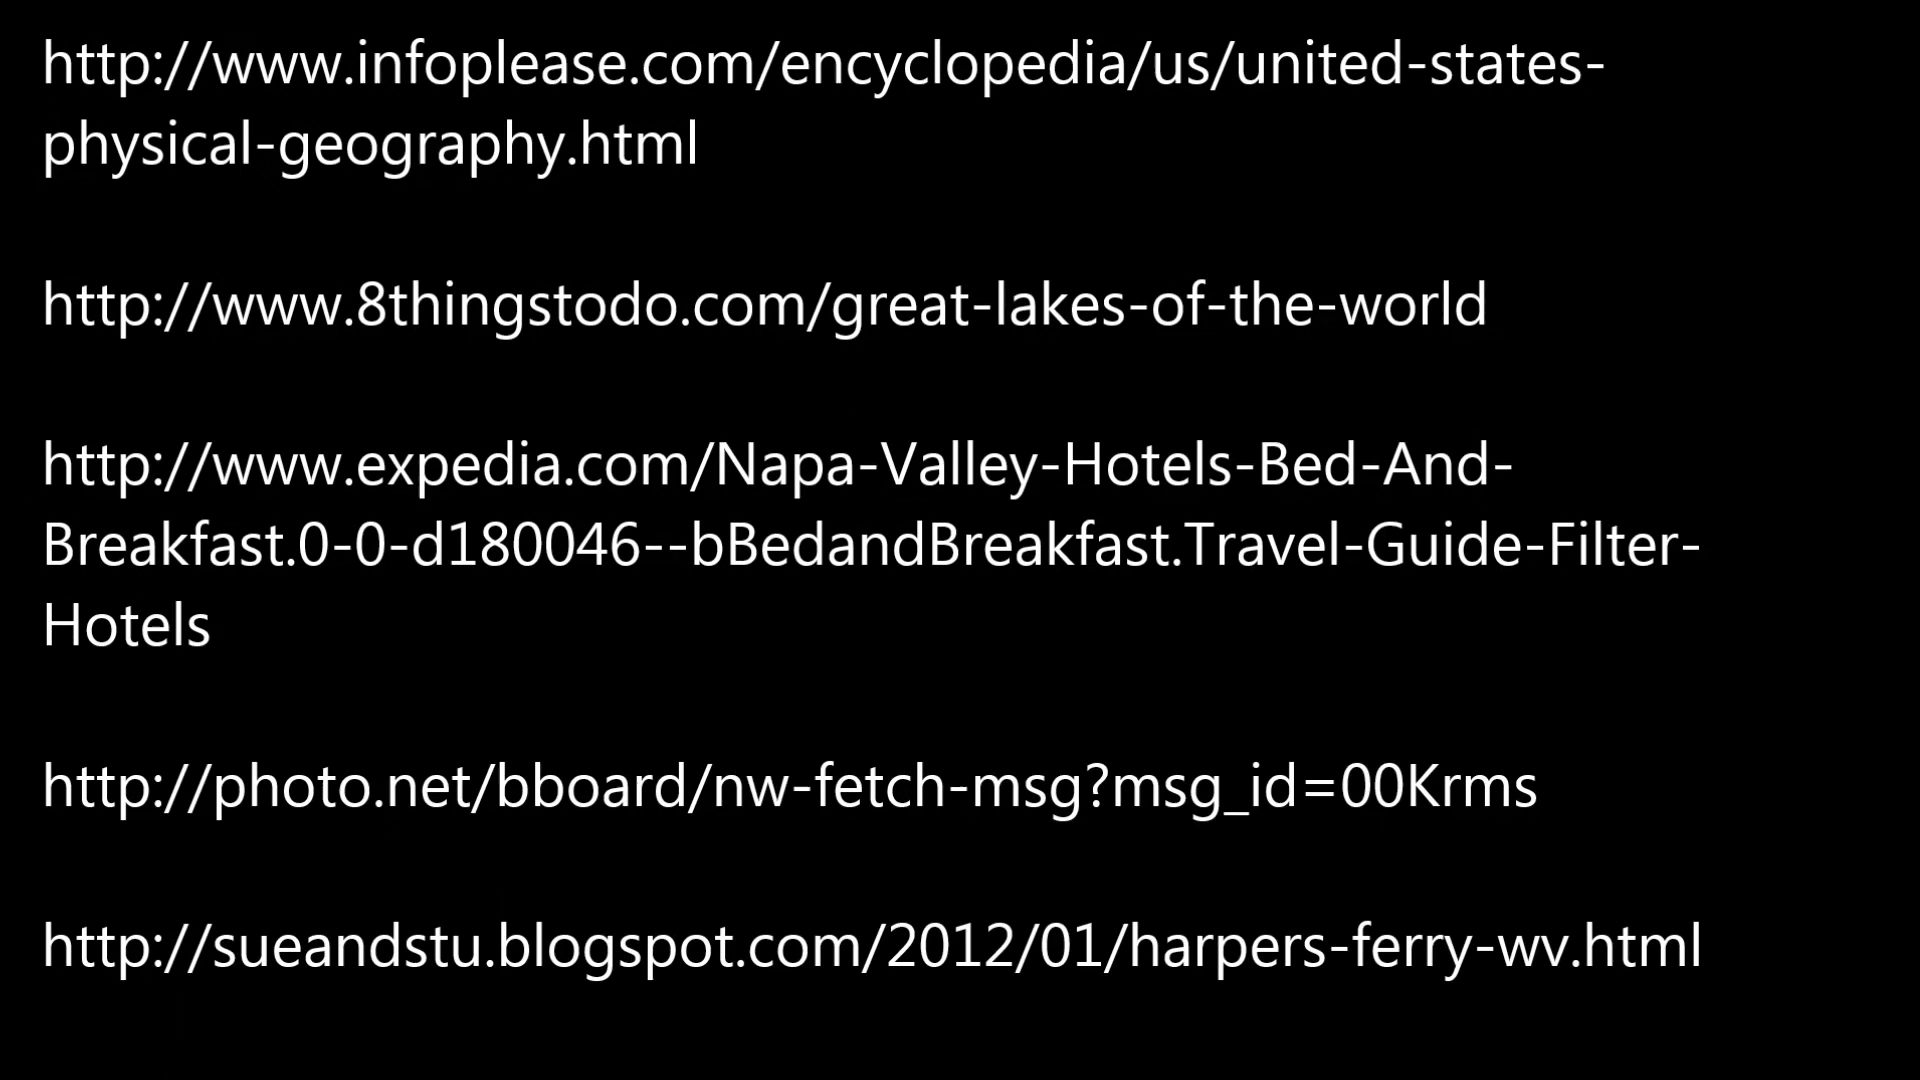 http://www.infoplease.com/encyclopedia/us/united-states-
physical-geography.html
http://www.8thingstodo.com/great-lakes-of-the-world
http://www.expedia.com/Napa-Valley-Hotels-Bed-And-
Breakfast.0-0-d180046--bBedandBreakfast.Travel-Guide-Filter-
Hotels
http://photo.net/bboard/nw-fetch-msg?msg_id=00Krms
http://sueandstu.blogspot.com/2012/01/harpers-ferry-wv.html